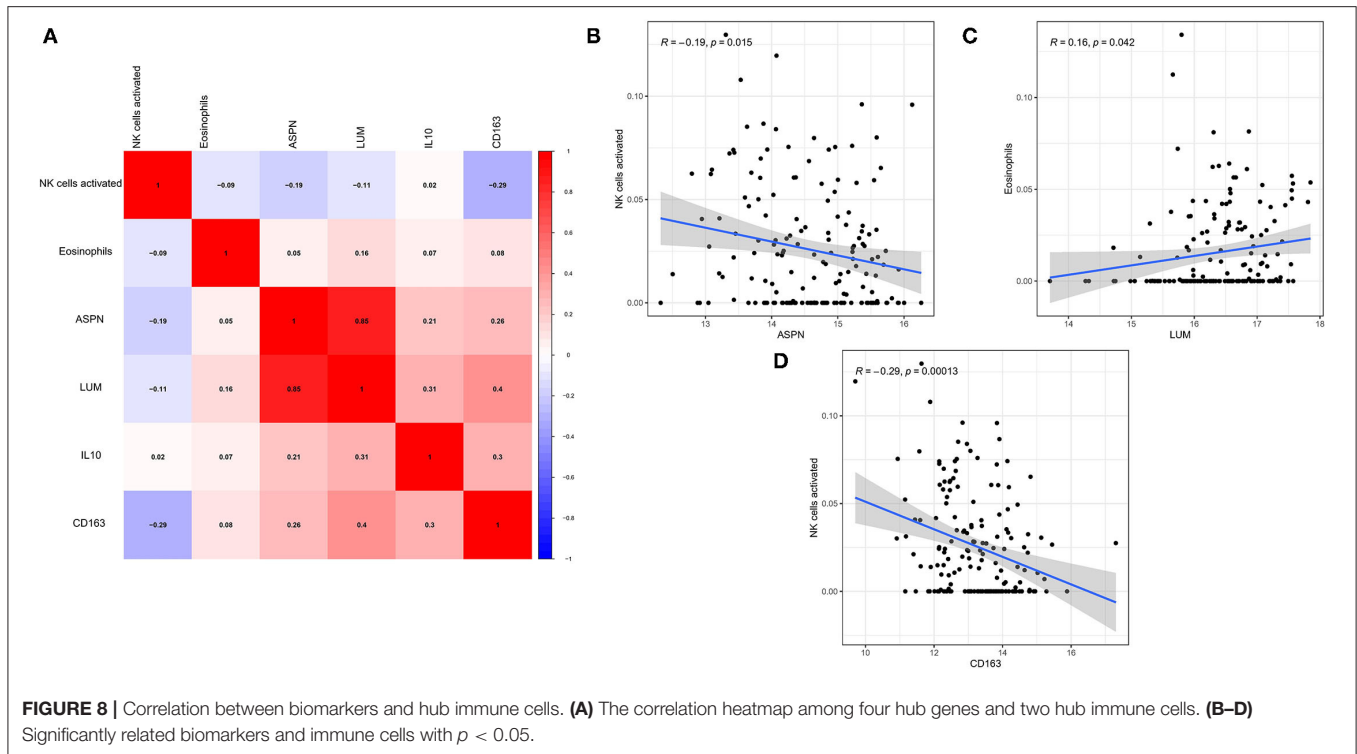 A
NK cells activated
Eosinophils
ASPN
LUM
IL10
CD163
NK cells activated
1
−0.09
−0.19
−0.11
0.02
−0.29
Eosinophils
−0.09
1
0.05
0.16
0.07
0.08
ASPN
−0.19
0.05
1
0.85
0.21
0.26
LUM
−0.11
0.16
0.85
1
0.31
0.4
IL10
0.02
0.07
0.21
0.31
1
0.3
CD163
−0.29
0.08
0.26
0.4
0.3
1
1
0.8
0.6
0.4
0.2
0
−0.2
−0.4
−0.6
−0.8
−1
B
R = −0.19, p = 0.015
NK cells activated
0.10
0.05
0.00
13
14
15
16
ASPN
C
R = 0.16, p = 0.042
Eosinophils
0.10
0.05
0.00
14
15
16
17
18
LUM
D
R = −0.29, p = 0.00013
NK cells activated
0.10
0.05
0.00
10
12
14
16
CD163
FIGURE 8 | Correlation between biomarkers and hub immune cells. (A) The correlation heatmap among four hub genes and two hub immune cells. (B–D)
Significantly related biomarkers and immune cells with p < 0.05.